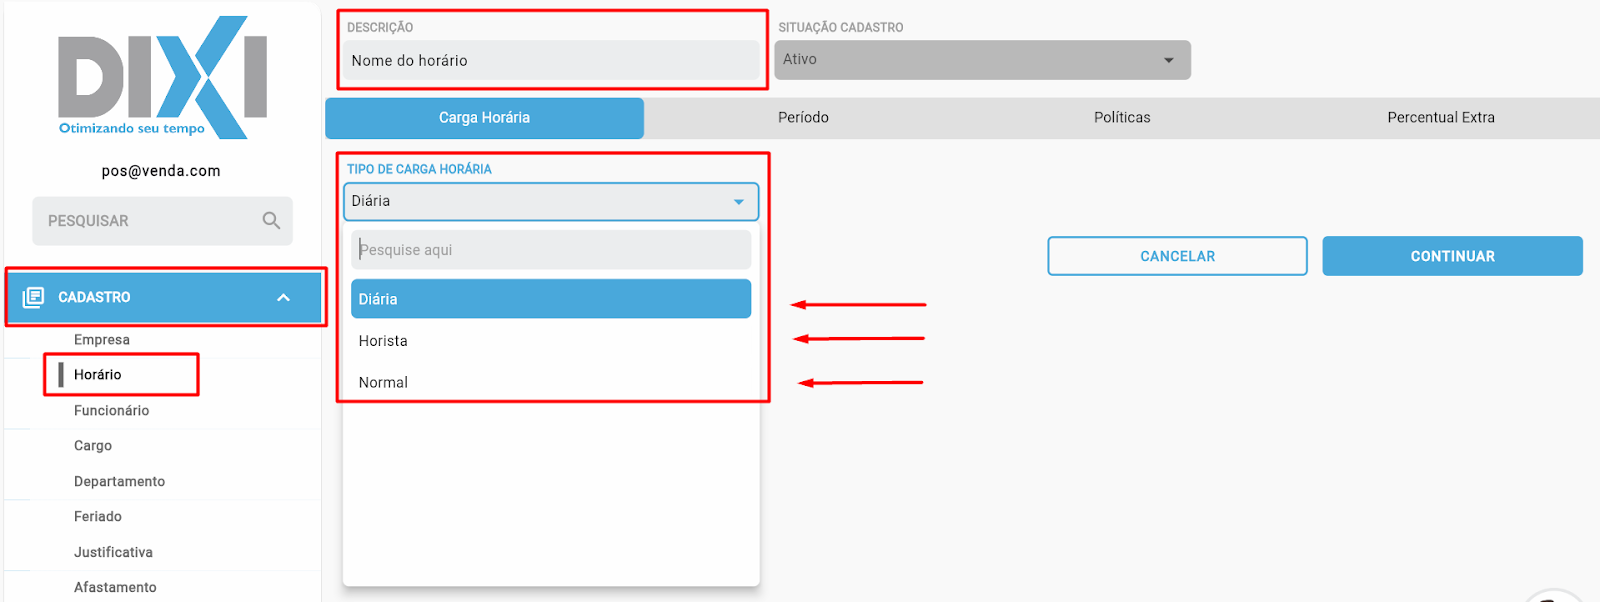 DIXI
Otimizando seu tempo
pos@venda.com
PESQUISAR
CADASTRO
Empresa
Horário
Funcionário
Cargo
Departamento
Feriado
Justificativa
Afastamento
DESCRIÇÃO
Nome do horário
SITUAÇÃO CADASTRO
Ativo
Carga Horária
Período
Políticas
Percentual Extra
TIPO DE CARGA HORÁRIA
Diária
Pesquise aqui
Diária
Horista
Normal
CANCELAR
CONTINUAR